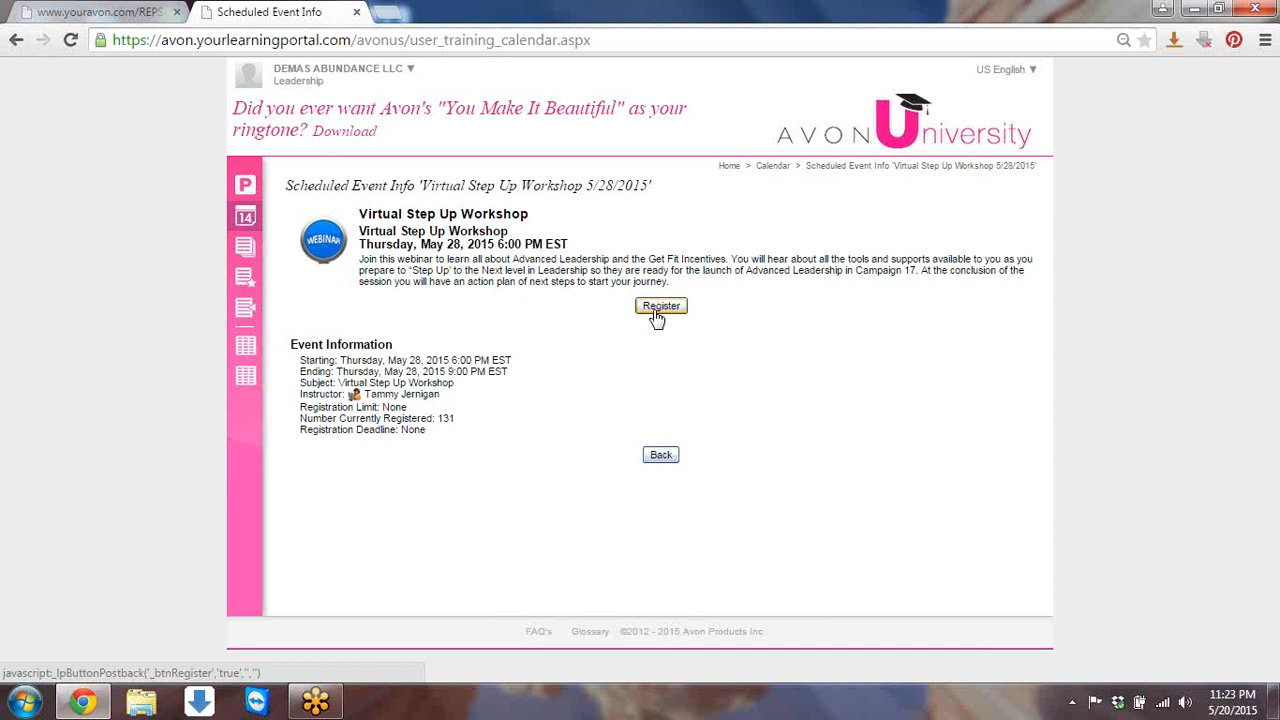 www.youravon.com/REPS
Scheduled Event Info
https://avon.yourlearningportal.com/avonus/user_training_calendar.aspx
DEMAS ABUNDANCE LLC ▼
Leadership
US English ▼
Did you ever want Avon's "You Make It Beautiful" as your
ringtone? Download
AVON University
Home > Calendar > Scheduled Event Info 'Virtual Step Up Workshop 5/28/2015'
P
Scheduled Event Info 'Virtual Step Up Workshop 5/28/2015'
14
WEBINAR
Virtual Step Up Workshop
Virtual Step Up Workshop
Thursday, May 28, 2015 6:00 PM EST
Join this webinar to learn all about Advanced Leadership and the Get Fit Incentives. You will hear about all the tools and supports available to you as you
prepare to “Step Up' to the Next level in Leadership so they are ready for the launch of Advanced Leadership in Campaign 17. At the conclusion of the
session you will have an action plan of next steps to start your journey.
Register
Event Information
Starting: Thursday, May 28, 2015 6:00 PM EST
Ending: Thursday, May 28, 2015 9:00 PM EST
Subject: Virtual Step Up Workshop
Instructor: Tammy Jernigan
Registration Limit: None
Number Currently Registered: 131
Registration Deadline: None
Back
FAQ's Glossary ©2012 - 2015 Avon Products Inc
javascript:_lpButtonPostback('_btnRegister','true','','')
11:23 PM
5/20/2015